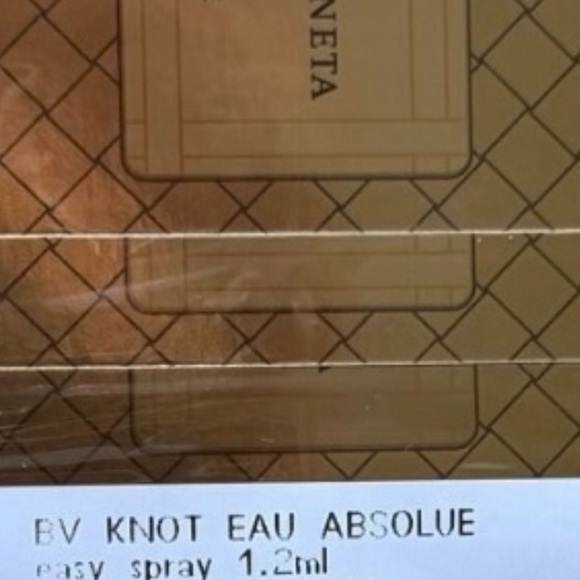 NETA
BV KNOT EAU ABSOLUE
easy spray 1.2ml